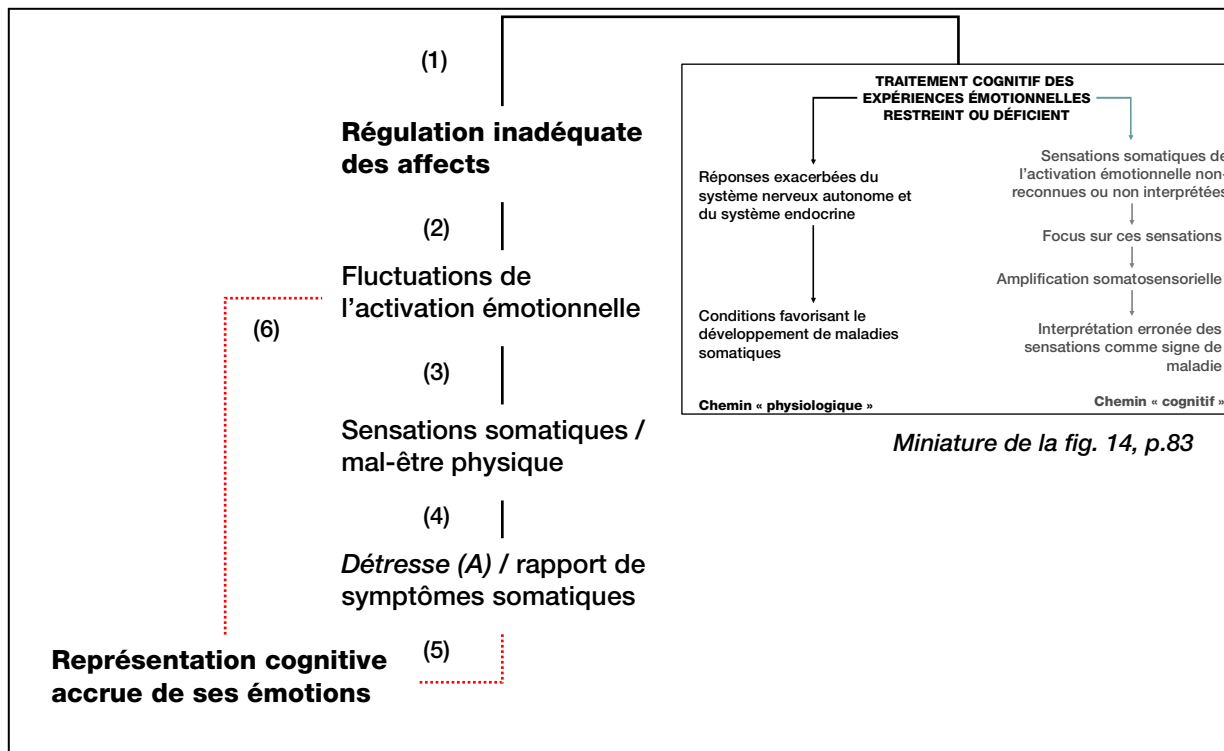 (1)
Régulation inadéquate
des affects
(2)
Fluctuations de
l’activation émotionnelle
(6)
(3)
Sensations somatiques /
mal-être physique
(4)
Détresse (A) / rapport de
symptômes somatiques
(5)
Représentation cognitive
accrue de ses émotions
TRAITEMENT COGNITIF DES
EXPÉRIENCES ÉMOTIONNELLES
RESTREINT OU DÉFICIENT
Réponses exacerbées du
système nerveux autonome et
du système endocrine
Conditions favorisant le
développement de maladies
somatiques
Chemin « physiologique »
Sensations somatiques de
l’activation émotionnelle non-
reconnues ou non interprétées
Focus sur ces sensations
Amplification somatosensorielle
Interprétation erronée des
sensations comme signe de
maladie
Chemin « cognitif »
Miniature de la fig. 14, p.83